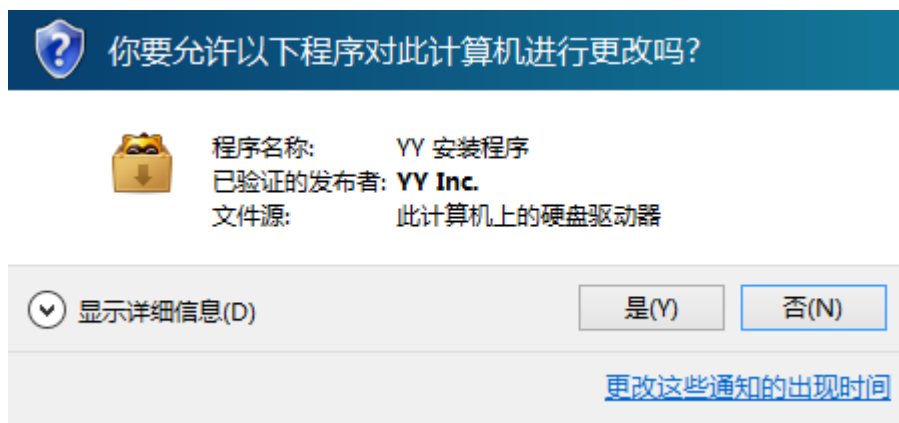 你要允许以下程序对此计算机进行更改吗?
程序名称: YY 安装程序
已验证的发布者: YY Inc.
文件源: 此计算机上的硬盘驱动器
显示详细信息(D) 是(Y) 否(N)
更改这些通知的出现时间